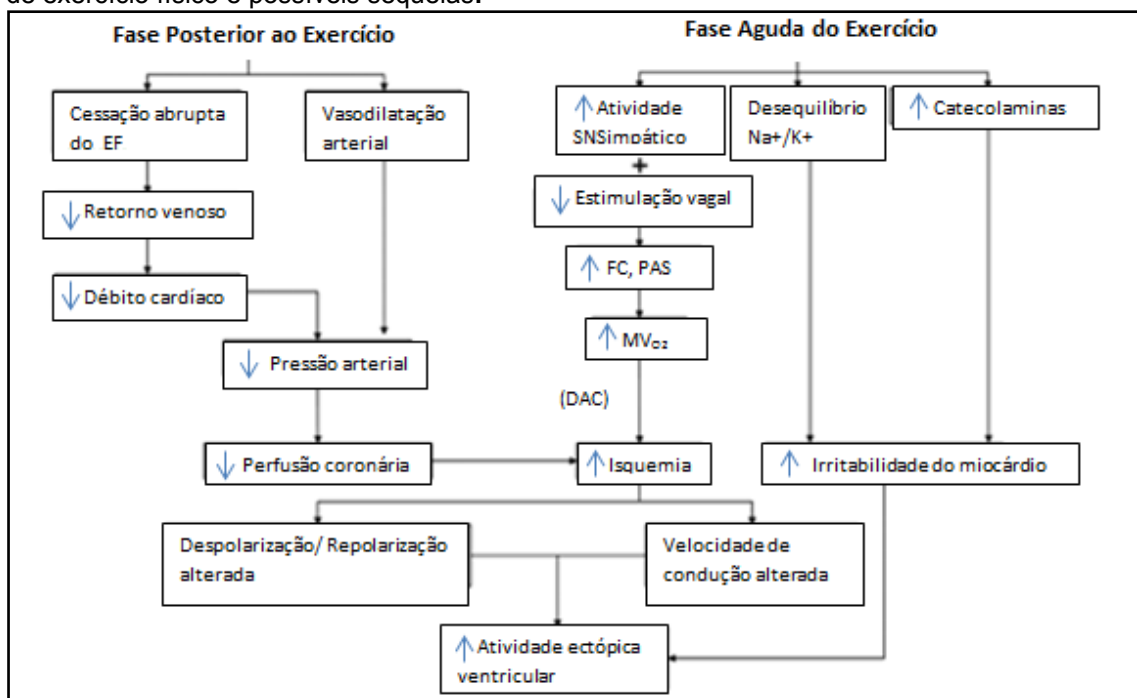 do exercício físico e possíveis sequelas.
Fase Posterior ao Exercício
Fase Aguda do Exercício
Cessação abrupta
do EF
Vasodilatação
arterial
↑ Atividade
SNSimpático
Desequilíbrio
Na+/K+
↑ Catecolaminas
+
↓ Retorno venoso
↓ Estimulação vagal
↑ FC, PAS
↓ Débito cardíaco
↑ MVO₂
↓ Pressão arterial
(DAC)
↓ Perfusão coronária
↑ Isquemia
↑ Irritabilidade do miocárdio
Despolarização/ Repolarização
alterada
Velocidade de
condução alterada
↑ Atividade ectópica
ventricular